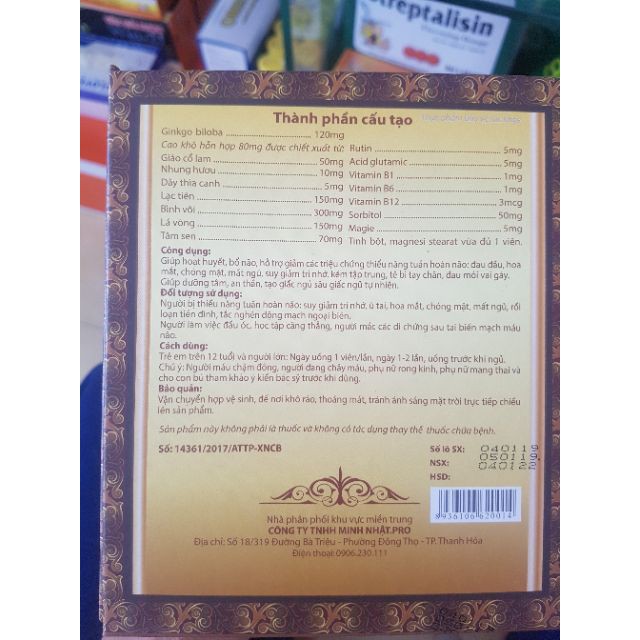 Streptalisin
Thành phần cấu tạo
Ginkgo biloba 120mg
Cao khô hỗn hợp 80mg được chiết xuất từ:
Giảo cổ lam 50mg
Nhung hươu 10mg
Dây thìa canh 5mg
Lạc tiên 150mg
Bình vôi 300mg
Lá vông 150mg
Tâm sen 70mg
Rutin 5mg
Acid glutamic 5mg
Vitamin B1 1mg
Vitamin B6 1mg
Vitamin B12 3mcg
Sorbitol 50mg
Magie 5mg
Tinh bột, magnesi stearat vừa đủ 1 viên.
Công dụng:
Giúp hoạt huyết, bổ não, hỗ trợ giảm các triệu chứng thiểu năng tuần hoàn não: đau đầu, hoa
mắt, chóng mặt, mất ngủ, suy giảm trí nhớ, kém tập trung, tê bì tay chân, đau mỏi vai gáy.
Giúp dưỡng tâm, an thần, tạo giấc ngủ sâu giấc ngủ tự nhiên.
Đối tượng sử dụng:
Người bị thiểu năng tuần hoàn não: suy giảm trí nhớ, ù tai, hoa mắt, chóng mặt, mất ngủ, rối
loạn tiền đình, tắc nghẽn động mạch ngoại biên.
Người làm việc đầu óc, học tập căng thẳng, người mắc các di chứng sau tai biến mạch máu
não.
Cách dùng:
Trẻ em trên 12 tuổi và người lớn: Ngày uống 1 viên/lần, ngày 1-2 lần, uống trước khi ngủ.
Chú ý: Người máu chậm đông, người đang chảy máu, phụ nữ rong kinh, phụ nữ mang thai và
cho con bú tham khảo ý kiến bác sỹ trước khi dùng.
Bảo quản:
Vận chuyển hợp vệ sinh, để nơi khô ráo, thoáng mát, tránh ánh sáng mặt trời trực tiếp chiếu
lên sản phẩm.
Sản phẩm này không phải là thuốc và không có tác dụng thay thế thuốc chữa bệnh.
Số: 14361/2017/ATTP-XNCB
Số lô SX: 040119
NSX: 050119
HSD: 040122
8936106620014
Nhà phân phối khu vực miền trung
CÔNG TY TNHH MINH NHẬT.PRO
Địa chỉ: Số 18/319 Đường Bà Triệu - Phường Đông Thọ - TP. Thanh Hóa
Điện thoại: 0906.230.111